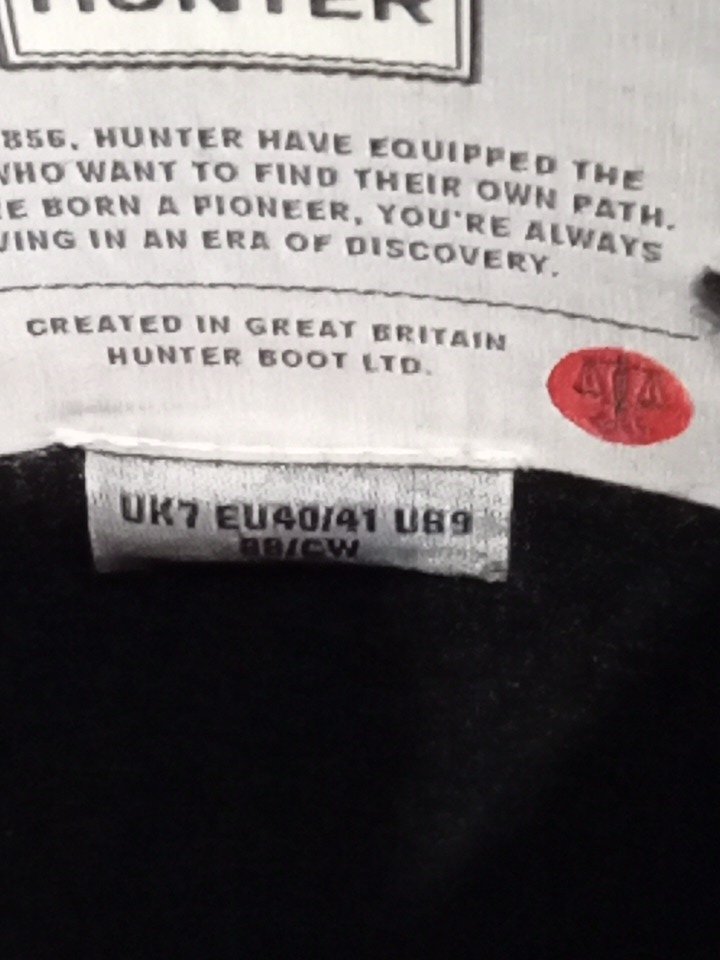 HUNTER
856, HUNTER HAVE EQUIPPED THE
WHO WANT TO FIND THEIR OWN PATH.
E BORN A PIONEER, YOU'RE ALWAYS
VING IN AN ERA OF DISCOVERY.
CREATED IN GREAT BRITAIN
HUNTER BOOT LTD.
UK7 EU40/41 US9